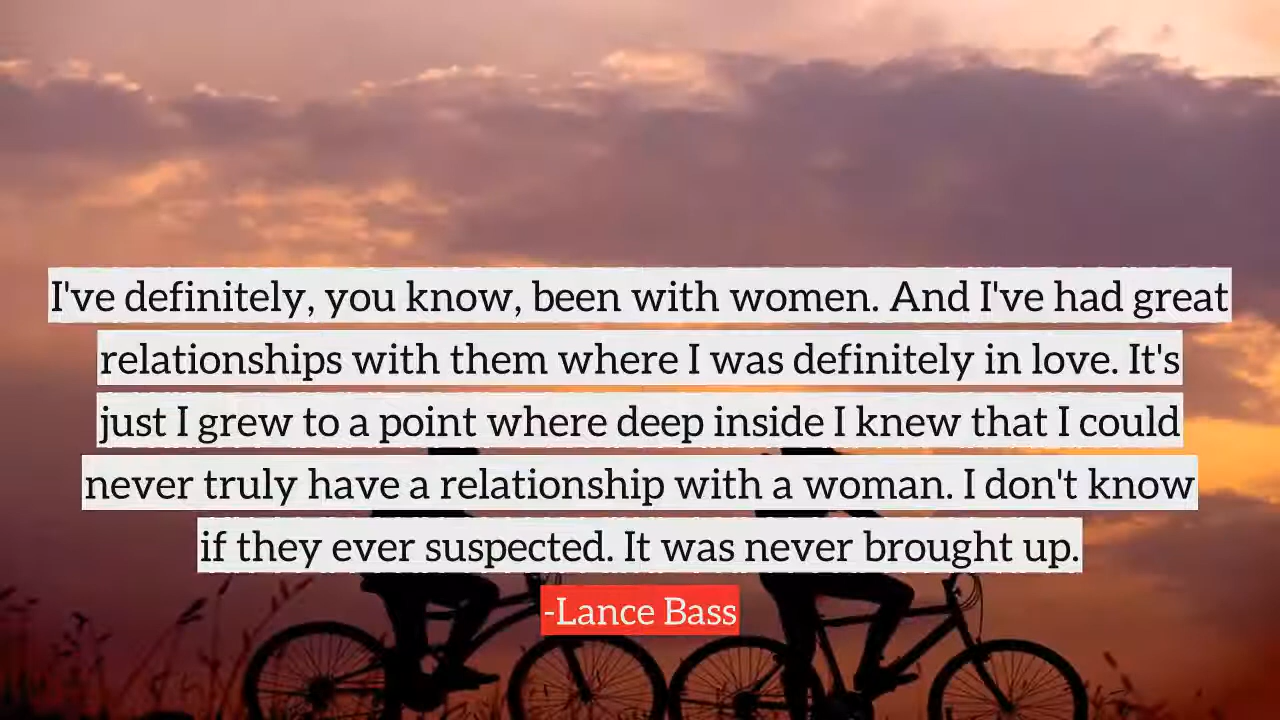 I've definitely, you know, been with women. And I've had great
relationships with them where I was definitely in love. It's
just I grew to a point where deep inside I knew that I could
never truly have a relationship with a woman. I don't know
if they ever suspected. It was never brought up.
-Lance Bass